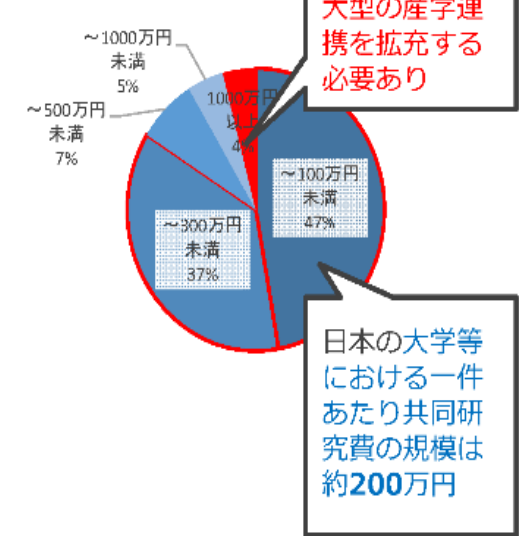 大型の産学連
携を拡充する
必要あり
～1000万円
未満
5%
～500万円
未満
7%
1000万円
以上
4%
～100万円
未満
47%
～300万円
未満
37%
日本の大学等
における一件
あたり共同研
究費の規模は
約200万円